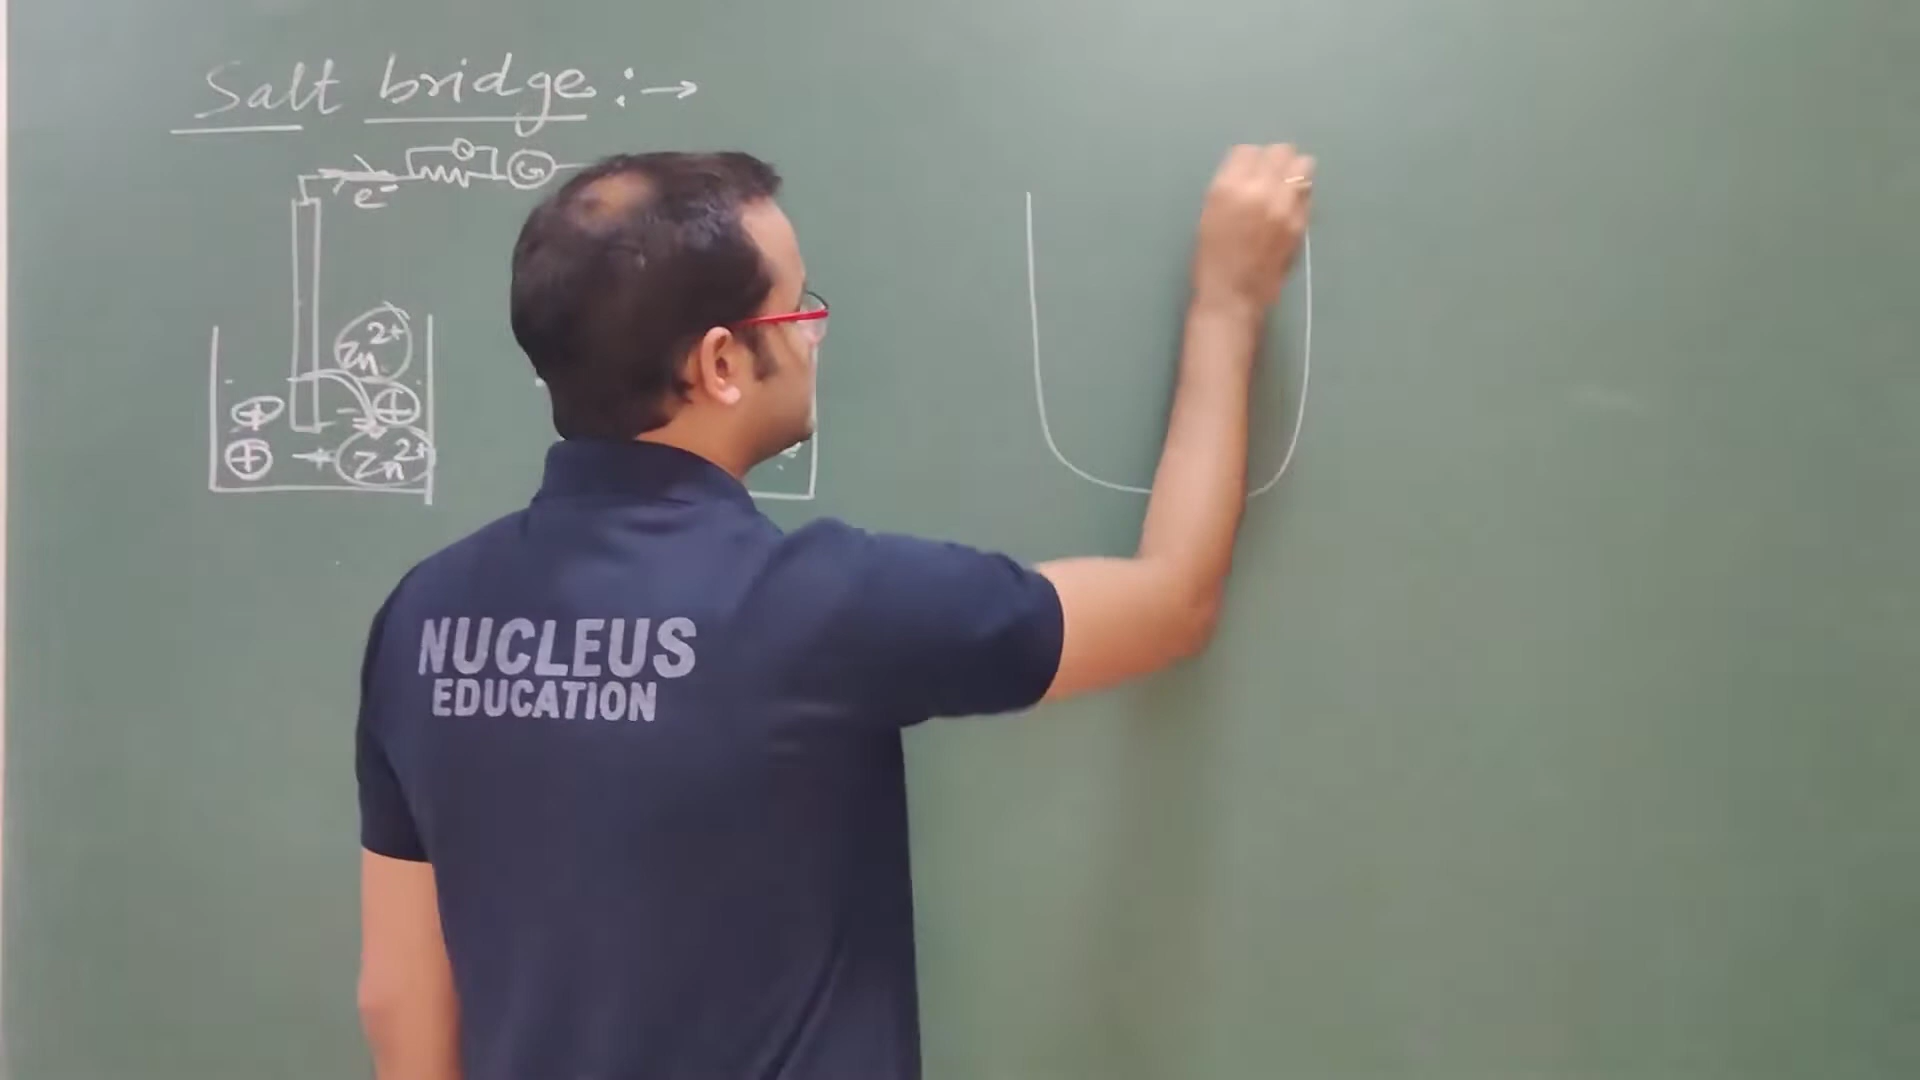 Salt bridge :→
G
e-
Zn2+
+
+
+ Zn2+
NUCLEUS
EDUCATION